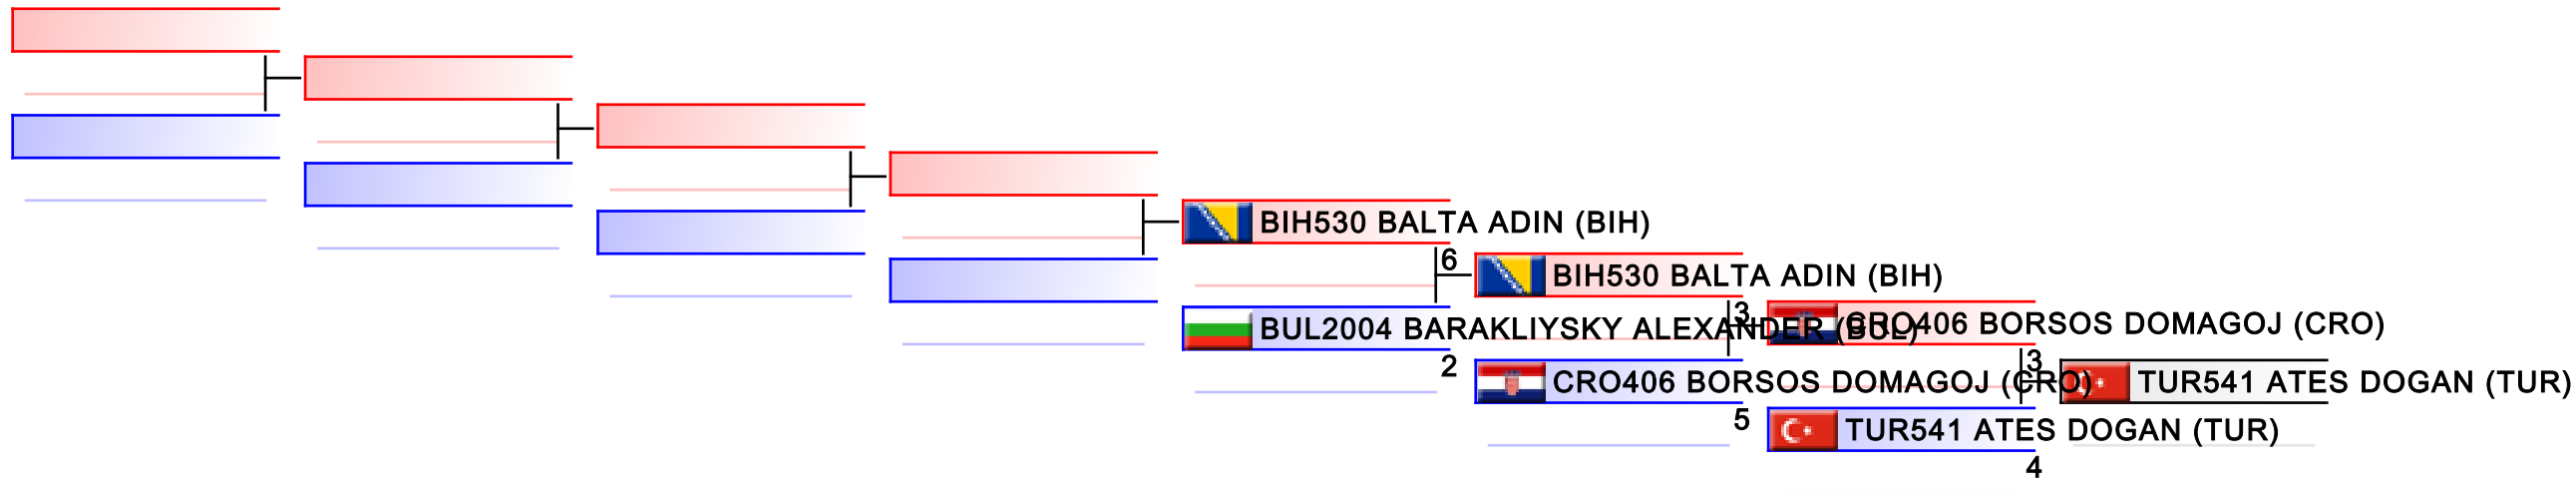 BIH530 BALTA ADIN (BIH)
6
BIH530 BALTA ADIN (BIH)
BUL2004 BARAKLIYSKY ALEXANDER (BUL)
3
CRO406 BORSOS DOMAGOJ (CRO)
2
CRO406 BORSOS DOMAGOJ (CRO)
3
TUR541 ATES DOGAN (TUR)
5
TUR541 ATES DOGAN (TUR)
4